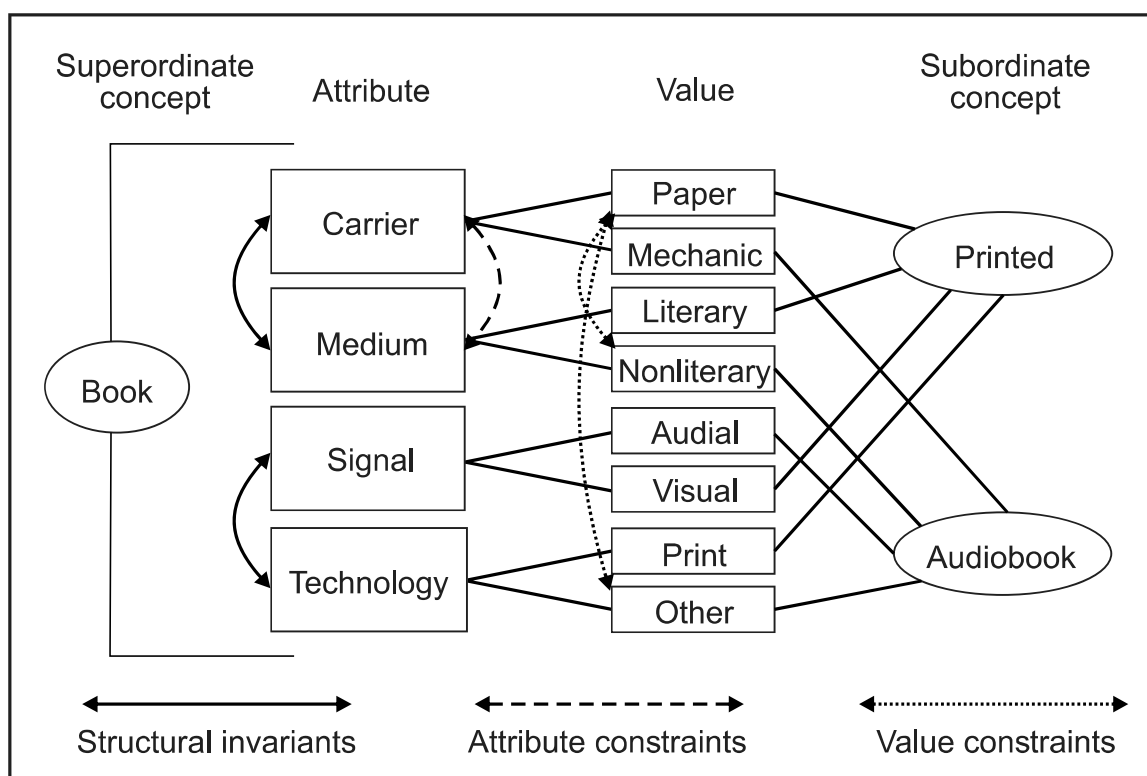 Superordinate
concept
Attribute
Value
Subordinate
concept
Book
Carrier
Medium
Signal
Technology
Paper
Mechanic
Literary
Nonliterary
Audial
Visual
Print
Other
Printed
Audiobook
Structural invariants
Attribute constraints
Value constraints